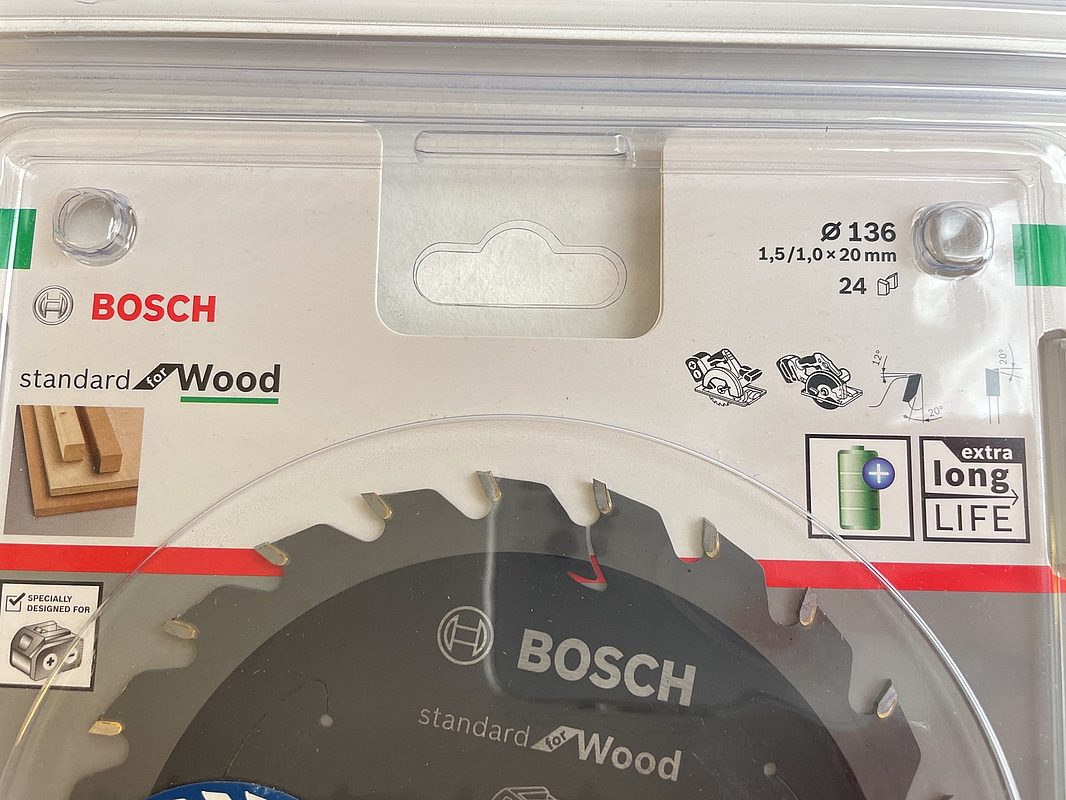 Ø 136
1,5/1,0 × 20 mm
24
BOSCH
standard for Wood
12°
20°
20°
extra
long
LIFE
SPECIALLY
DESIGNED FOR
BOSCH
standard for Wood